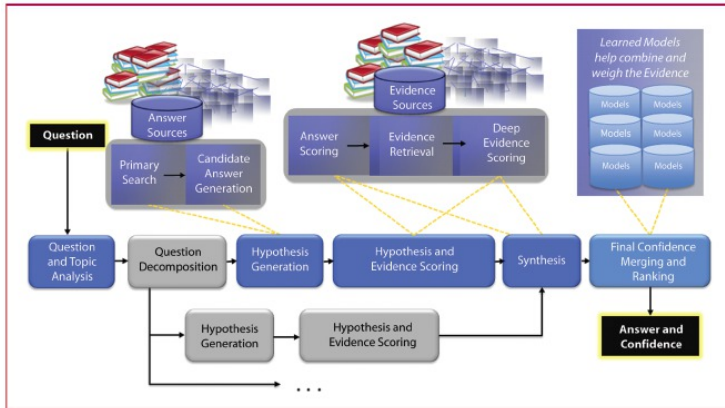 Learned Models
help combine and
weigh the Evidence
Models
Models
Models
Models
Models
Models
Answer
Sources
Evidence
Sources
Question
Primary
Search
Candidate
Answer
Generation
Answer
Scoring
Evidence
Retrieval
Deep
Evidence
Scoring
Question
and Topic
Analysis
Question
Decomposition
Hypothesis
Generation
Hypothesis and
Evidence Scoring
Synthesis
Final Confidence
Merging and
Ranking
Hypothesis
Generation
Hypothesis and
Evidence Scoring
Answer and
Confidence
...